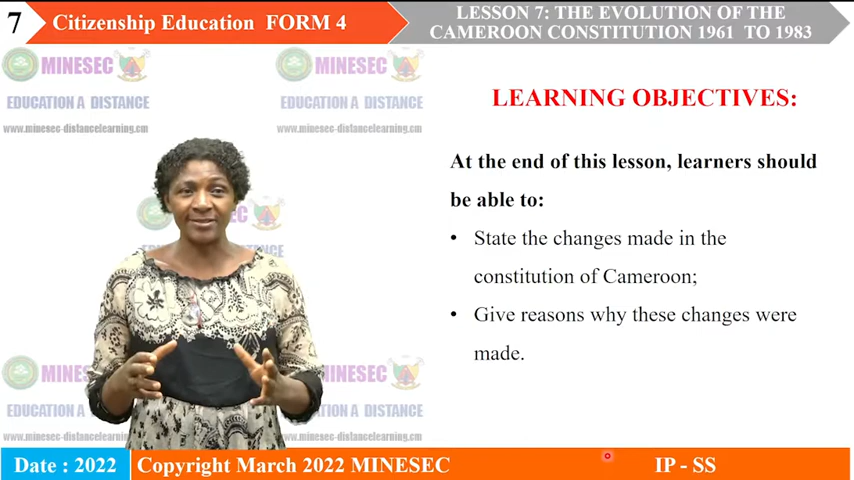 7
Citizenship Education FORM 4
LESSON 7: THE EVOLUTION OF THE
CAMEROON CONSTITUTION 1961 TO 1983
MINESEC
EDUCATION A DISTANCE
www.minesec-distancelearning.cm
MINESEC
EDUCATION A DISTANCE
www.minesec-distancelearning.cm
LEARNING OBJECTIVES:
At the end of this lesson, learners should
be able to:
• State the changes made in the
constitution of Cameroon;
• Give reasons why these changes were
made.
MINESEC
EDUCATION A DISTANCE
www.minesec-distancelearning.cm
Date : 2022
Copyright March 2022 MINESEC
IP - SS